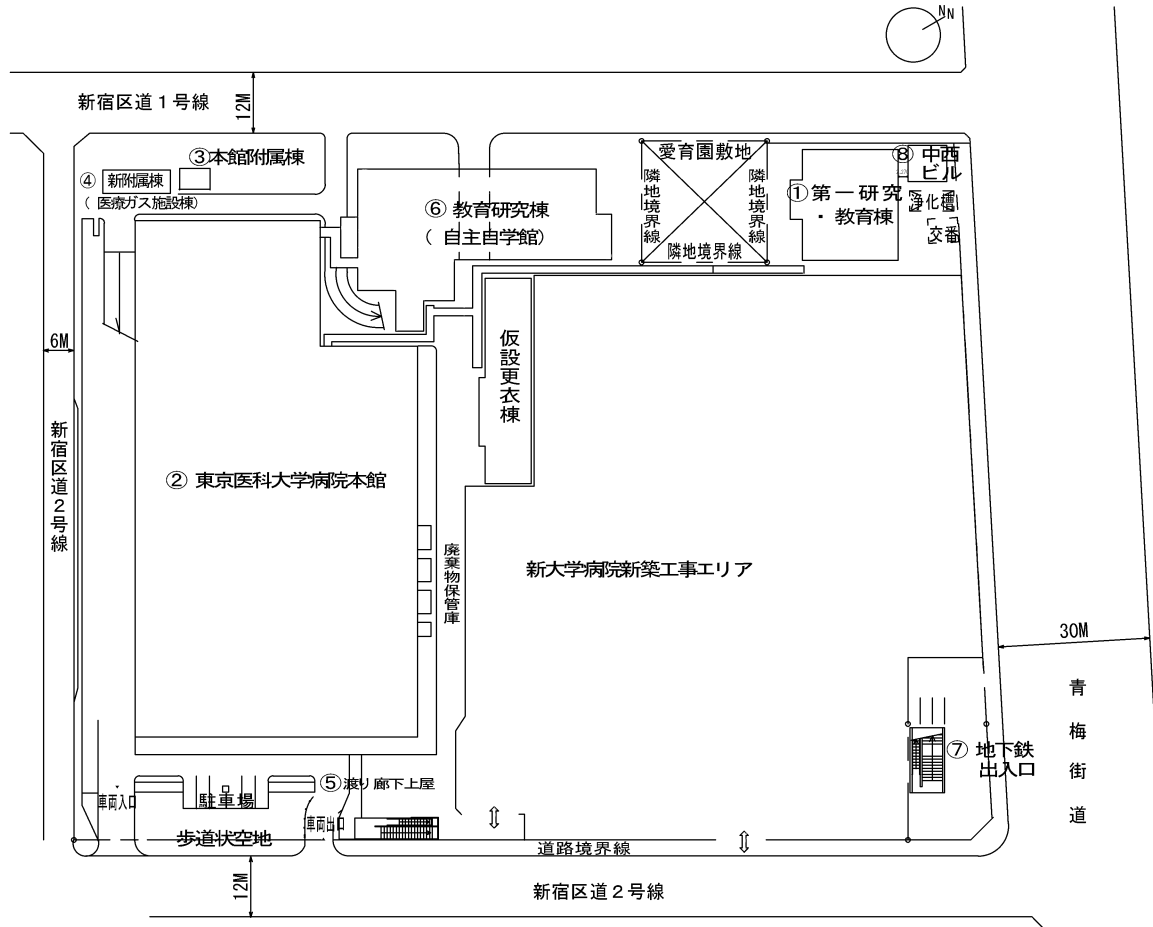 NN
新宿区道1号線
12M
③本館附属棟
④ 新附属棟
(医療ガス施設棟)
⑥ 教育研究棟
(自主自学館)
愛育園敷地
隣地境界線
隣地境界線
隣地境界線
①第一研究
・教育棟
⑧中西
ビル
浄化槽
交番
6M
新宿区道2号線
仮設更衣棟
② 東京医科大学病院本館
廃棄物保管庫
新大学病院新築工事エリア
30M
青梅街道
⑦地下鉄
出入口
⑤渡り廊下上屋
車両入口
駐車場
車両出口
歩道状空地
道路境界線
12M
新宿区道2号線